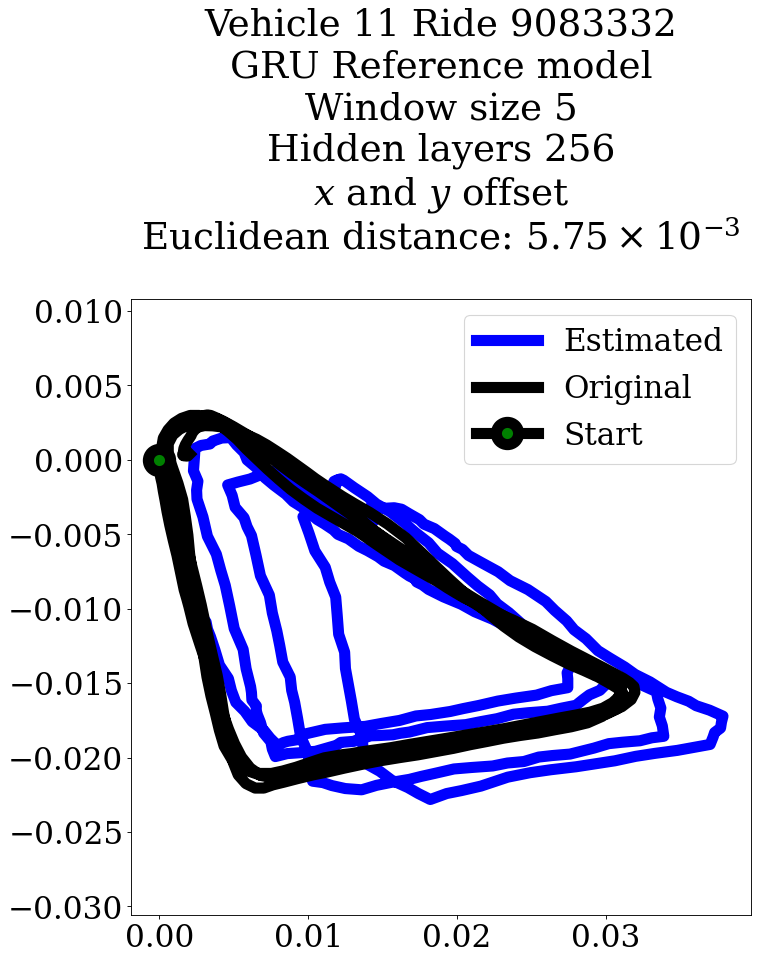 Vehicle 11 Ride 9083332
GRU Reference model
Window size 5
Hidden layers 256
x and y offset
Euclidean distance: 5.75 × 10⁻³
Estimated
Original
Start
0.010
0.005
0.000
−0.005
−0.010
−0.015
−0.020
−0.025
−0.030
0.00 0.01 0.02 0.03